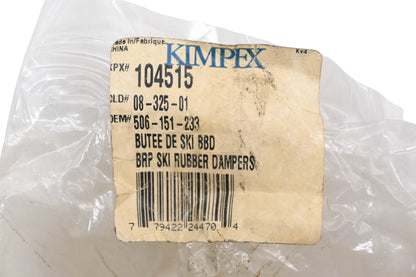 Made In/Fabriqué
CHINA
KIMPEX
KPX# 104515
OLD# 08-325-01
OEM# 506-151-233
BUTEE DE SKI BBD
BRP SKI RUBBER DAMPERS
7 79422 24470 4